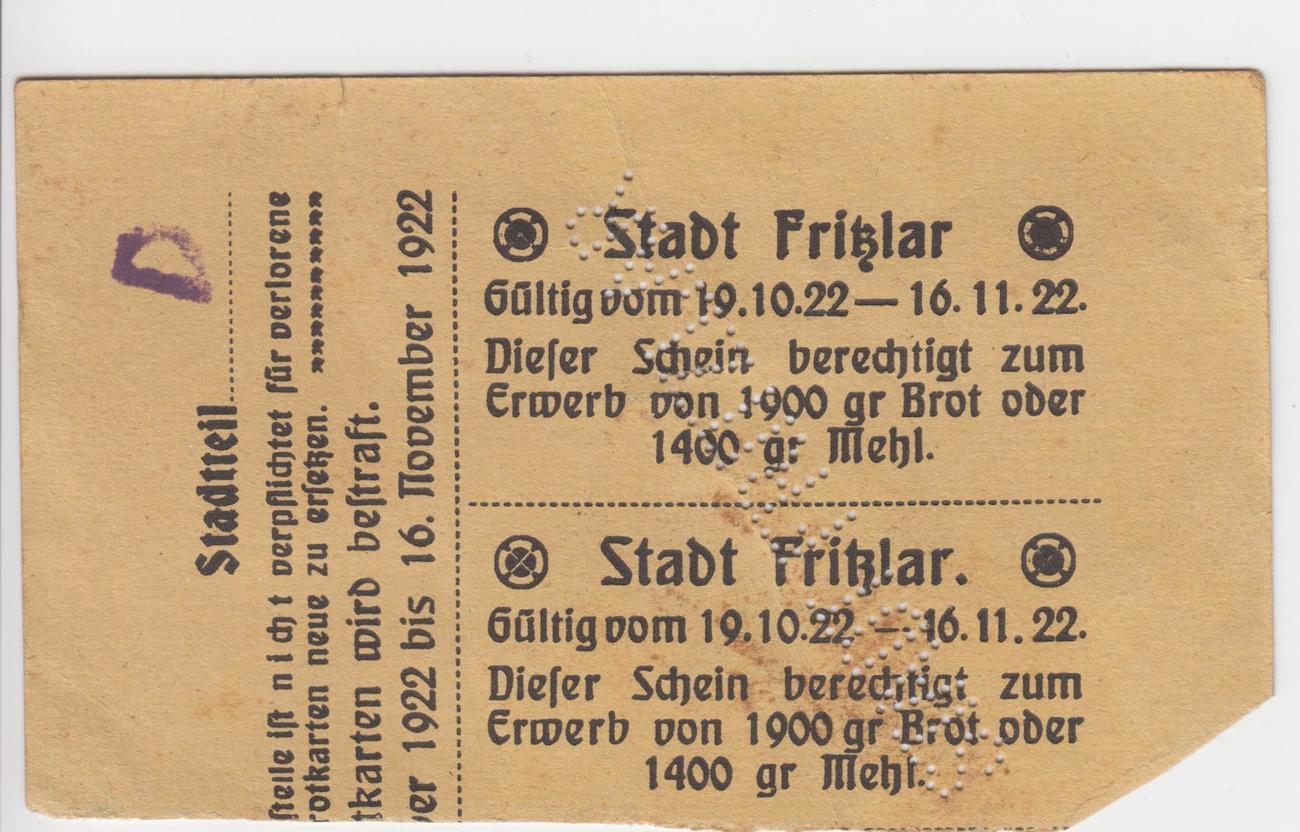 Stadtteil
stelle ist nicht verpflichtet für verlorene
rotkarten neue zu ersetzen.
tkarten wird bestraft.
er 1922 bis 16. November 1922
Stadt Fritzlar
Gültig vom 19.10.22 — 16.11.22.
Dieser Schein berechtigt zum
Erwerb von 1900 gr Brot oder
1400 gr Mehl.
Stadt Fritzlar.
Gültig vom 19.10.22 — 16.11.22.
Dieser Schein berechtigt zum
Erwerb von 1900 gr Brot oder
1400 gr Mehl.